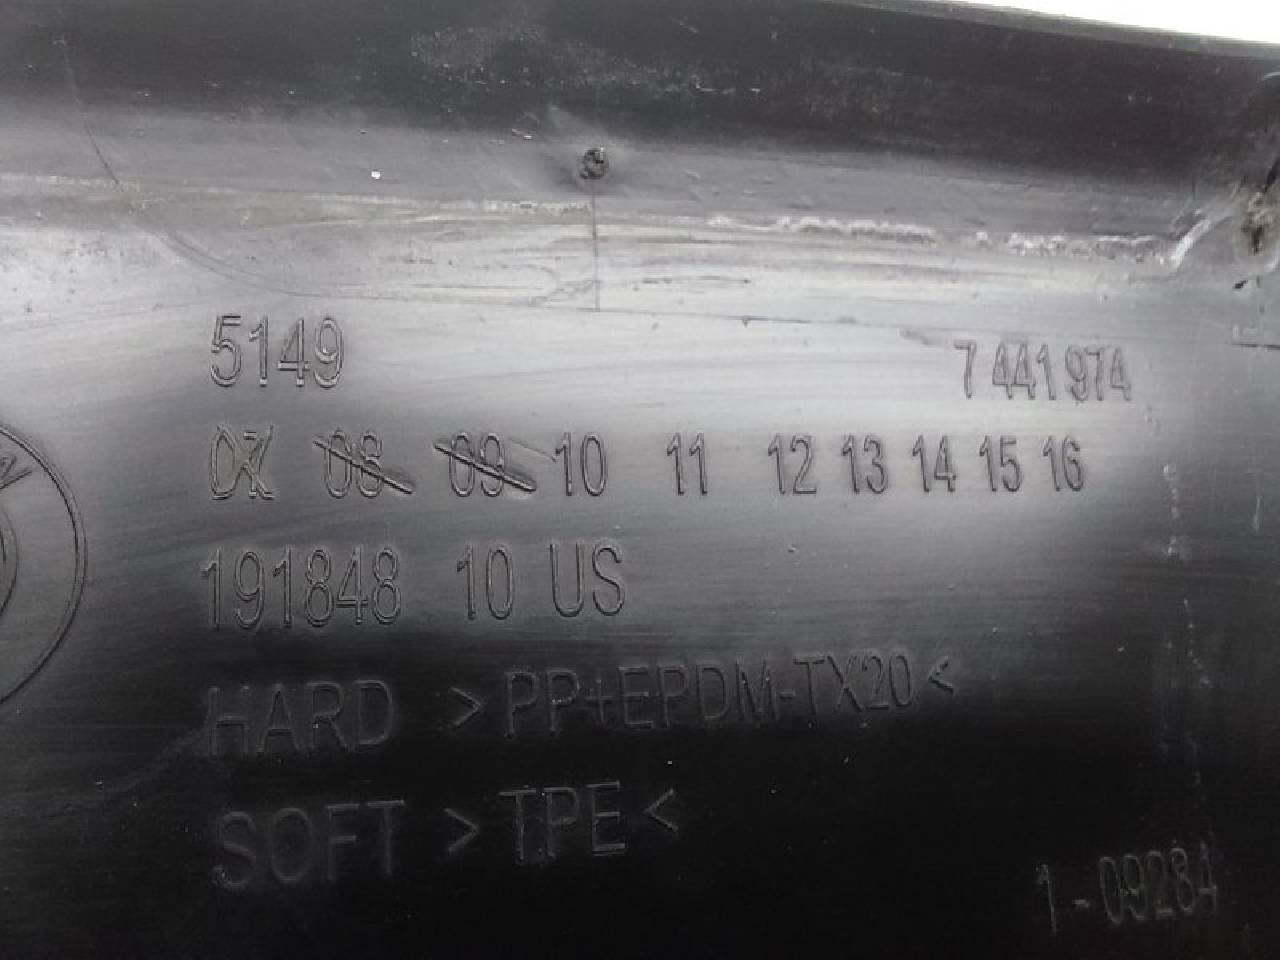 5149 7 441 974
07 08 09 10 11 12 13 14 15 16
191848 10 US
HARD >PP+EPDM-TX20<
SOFT >TPE<
1-09284